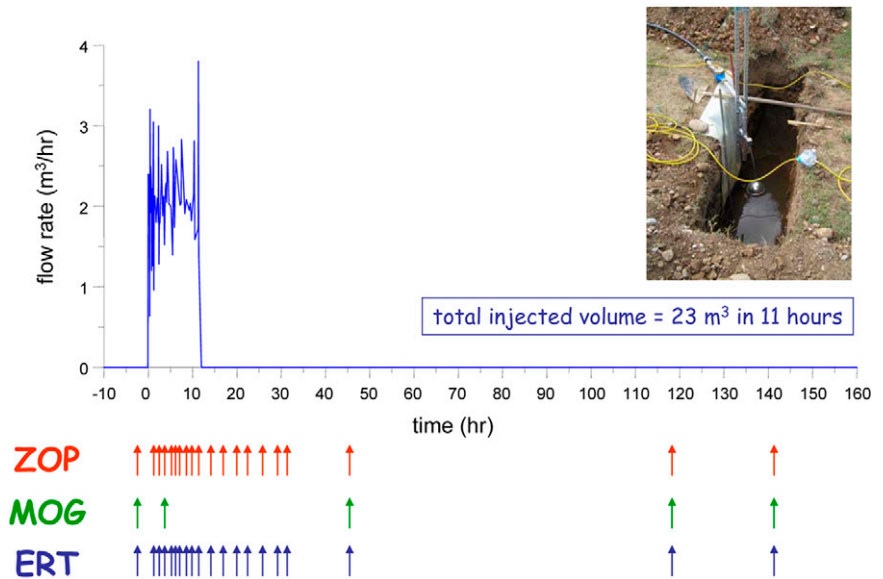 4
3
2
1
0
flow rate (m³/hr)
total injected volume = 23 m³ in 11 hours
-10 0 10 20 30 40 50 60 70 80 90 100 110 120 130 140 150 160
time (hr)
ZOP
MOG
ERT